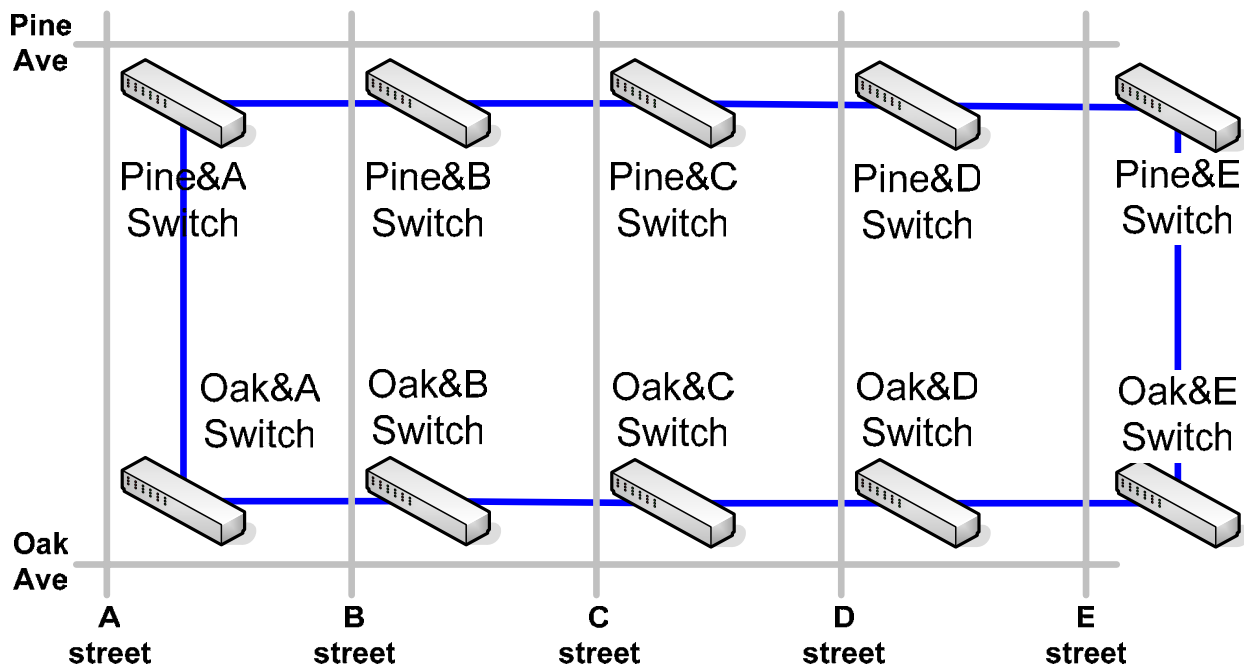 Pine
Ave
Pine&A
Switch
Pine&B
Switch
Pine&C
Switch
Pine&D
Switch
Pine&E
Switch
Oak&A
Switch
Oak&B
Switch
Oak&C
Switch
Oak&D
Switch
Oak&E
Switch
Oak
Ave
A
street
B
street
C
street
D
street
E
street